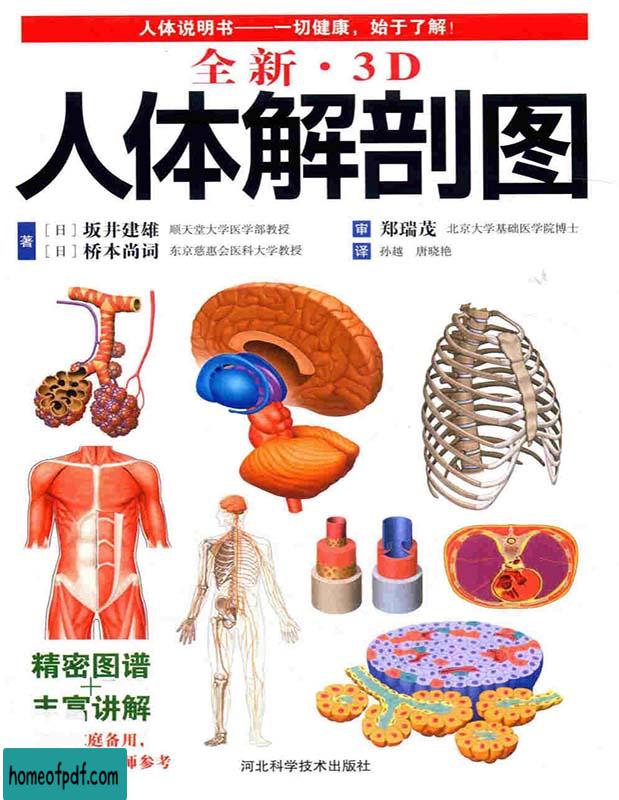 人体说明书——一切健康，始于了解！
全新·3D
人体解剖图
著 [日] 坂井建雄 顺天堂大学医学部教授
[日] 桥本尚词 东京慈惠会医科大学教授
审 郑瑞茂 北京大学基础医学院博士
译 孙越 唐晓艳
精密图谱
+
丰富讲解
庭备用，
师参考
河北科学技术出版社
homeofpdf.com